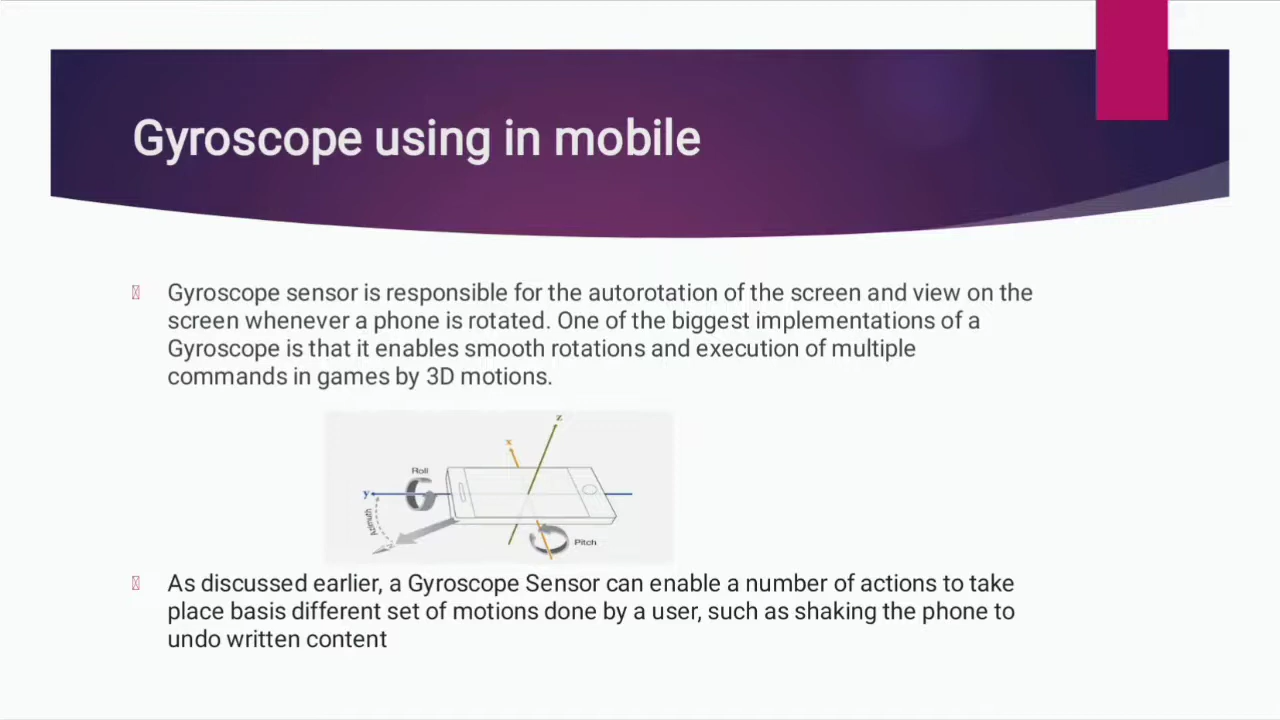 Gyroscope using in mobile
Gyroscope sensor is responsible for the autorotation of the screen and view on the
screen whenever a phone is rotated. One of the biggest implementations of a
Gyroscope is that it enables smooth rotations and execution of multiple
commands in games by 3D motions.
z
x
Roll
y
Azimuth
Pitch
As discussed earlier, a Gyroscope Sensor can enable a number of actions to take
place basis different set of motions done by a user, such as shaking the phone to
undo written content